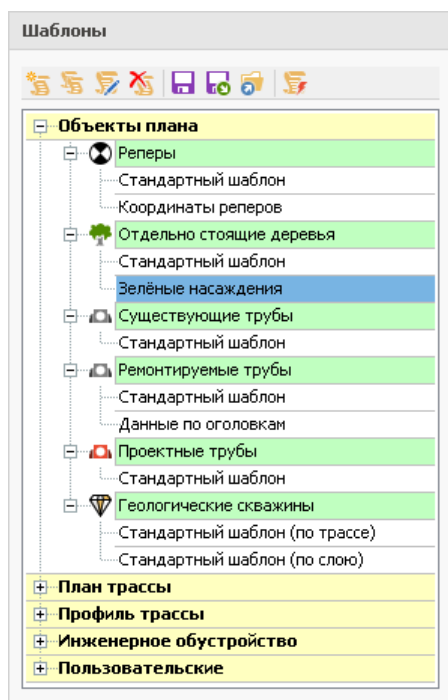 Шаблоны
Объекты плана
Реперы
Стандартный шаблон
Координаты реперов
Отдельно стоящие деревья
Стандартный шаблон
Зелёные насаждения
Существующие трубы
Стандартный шаблон
Ремонтируемые трубы
Стандартный шаблон
Данные по оголовкам
Проектные трубы
Стандартный шаблон
Геологические скважины
Стандартный шаблон (по трассе)
Стандартный шаблон (по слою)
План трассы
Профиль трассы
Инженерное обустройство
Пользовательские